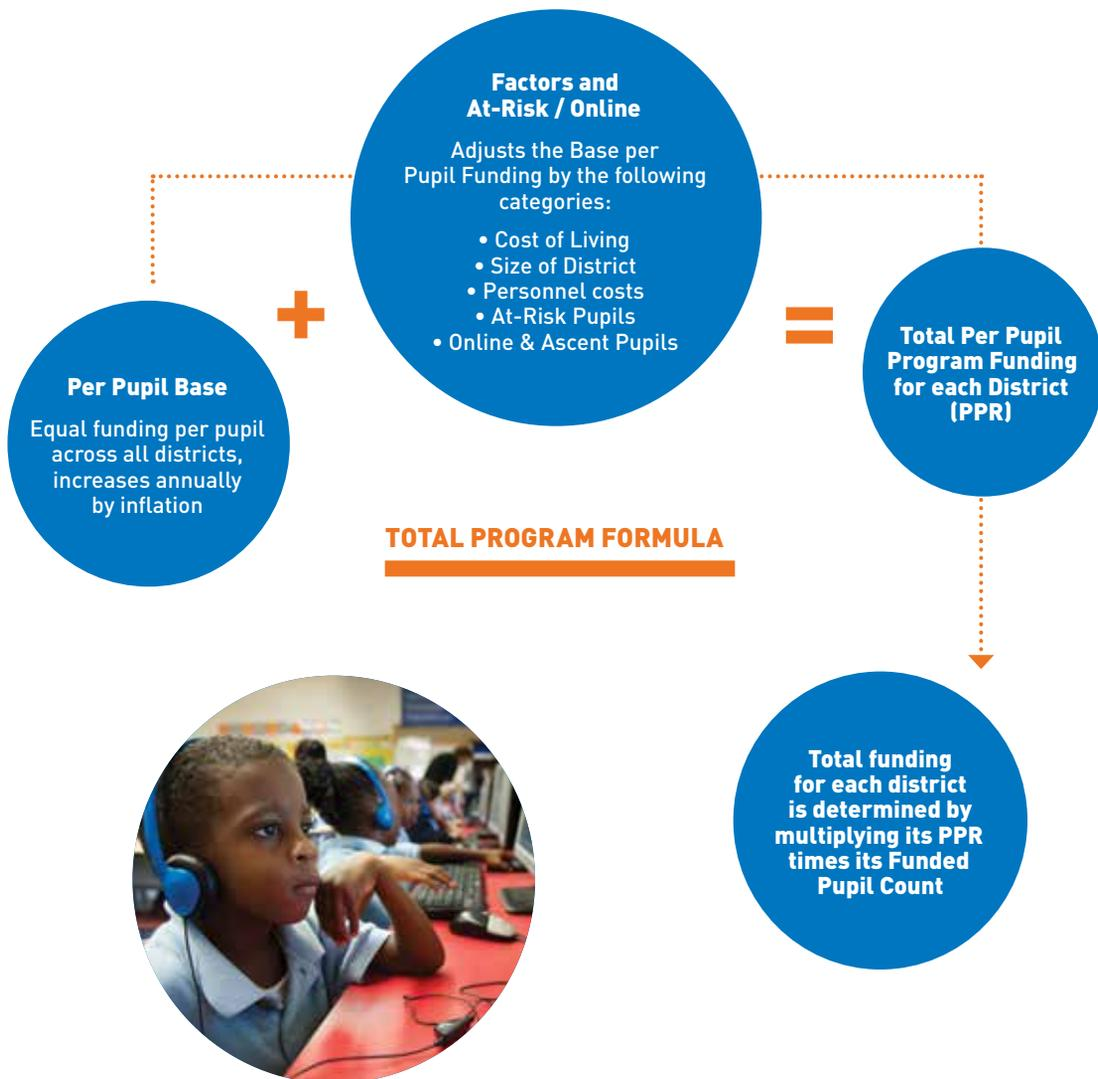 Factors and
At-Risk / Online
Adjusts the Base per
Pupil Funding by the following
categories:
• Cost of Living
• Size of District
• Personnel costs
• At-Risk Pupils
• Online & Ascent Pupils
+
=
Per Pupil Base
Equal funding per pupil
across all districts,
increases annually
by inflation
Total Per Pupil
Program Funding
for each District
(PPR)
TOTAL PROGRAM FORMULA
Total funding
for each district
is determined by
multiplying its PPR
times its Funded
Pupil Count